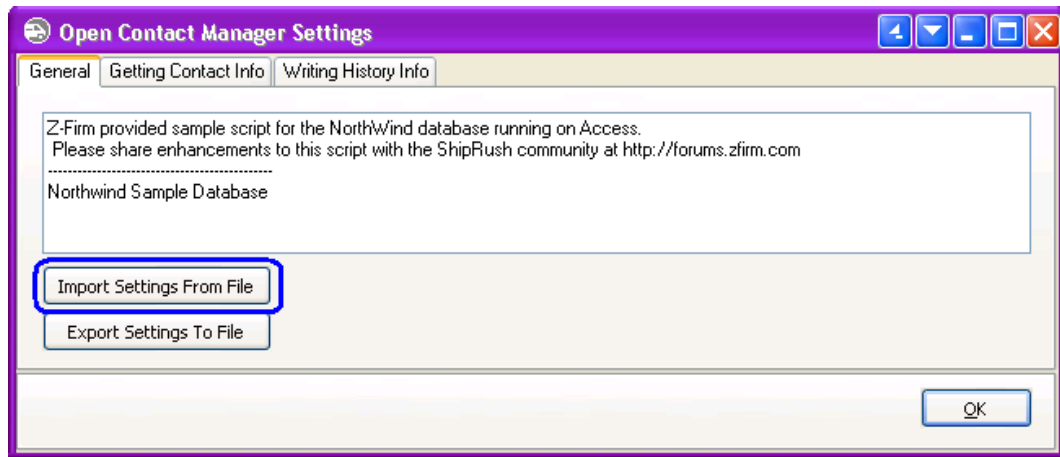 Open Contact Manager Settings
General Getting Contact Info Writing History Info
Z-Firm provided sample script for the NorthWind database running on Access.
Please share enhancements to this script with the ShipRush community at http://forums.zfirm.com
---------------------------------------------
Northwind Sample Database
Import Settings From File
Export Settings To File
OK